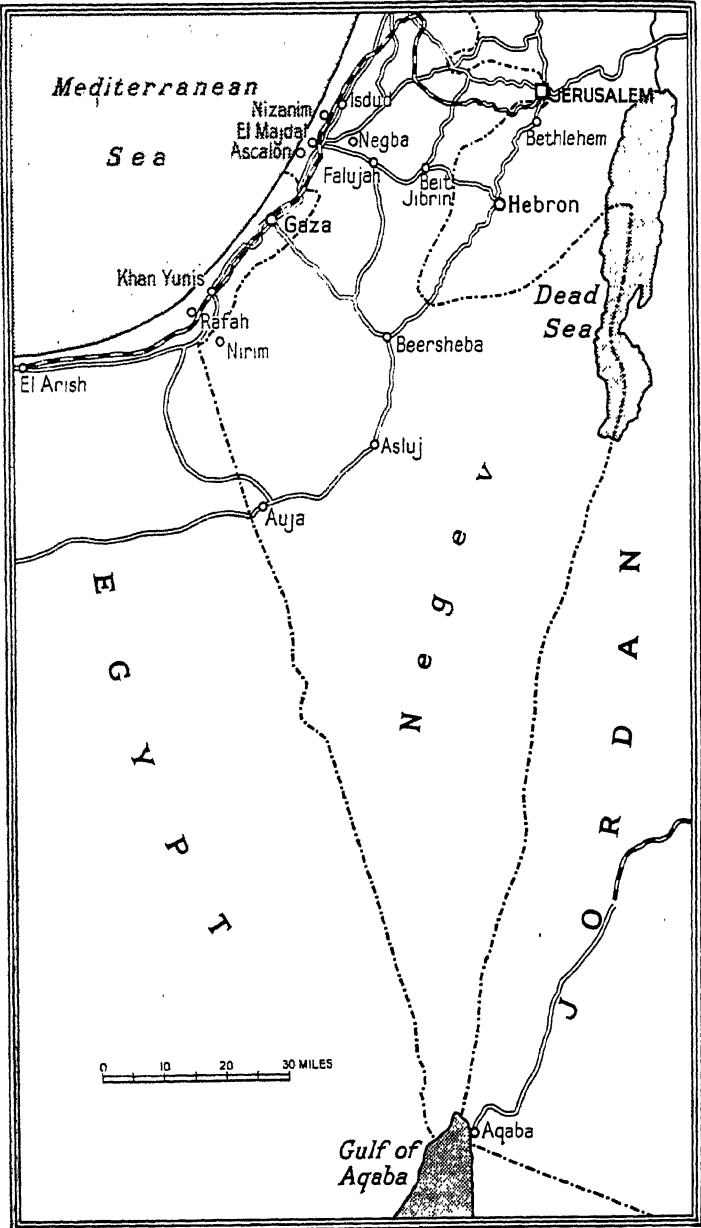 Mediterranean
Sea
Isdud
Nizanim
El Majdal
Ascalon
Negba
Falujah
Beit
Jibrin
JERUSALEM
Bethlehem
Hebron
Gaza
Khan Yunis
Rafah
Nirim
El Arish
Dead
Sea
Beersheba
Asluj
Auja
Negev
EGYPT
JORDAN
0 10 20 30 MILES
Gulf of
Aqaba
Aqaba